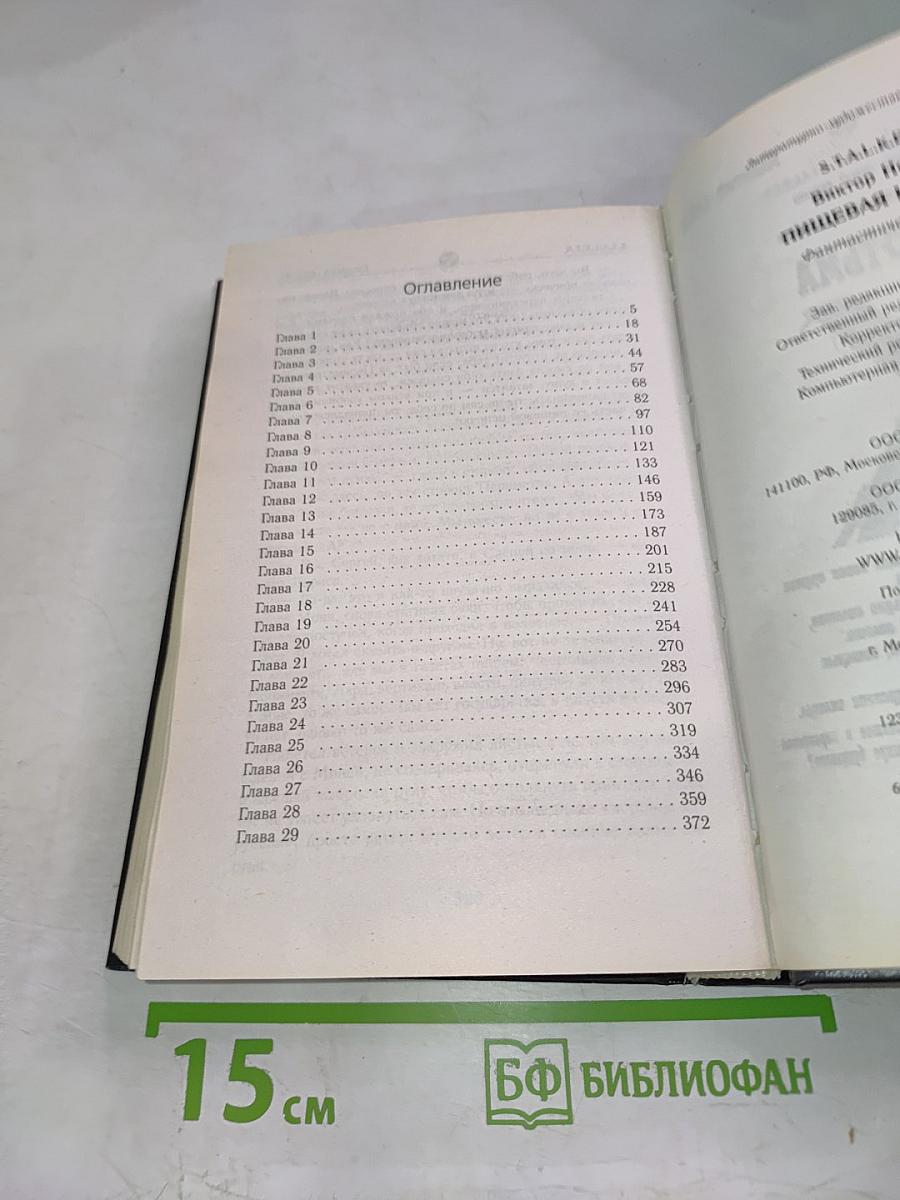 Оглавление
Глава 1 . . . . . 5
Глава 2 . . . . . 18
Глава 3 . . . . . 31
Глава 4 . . . . . 44
Глава 5 . . . . . 57
Глава 6 . . . . . 68
Глава 7 . . . . . 82
Глава 8 . . . . . 97
Глава 9 . . . . . 110
Глава 10 . . . . . 121
Глава 11 . . . . . 133
Глава 12 . . . . . 146
Глава 13 . . . . . 159
Глава 14 . . . . . 173
Глава 15 . . . . . 187
Глава 16 . . . . . 201
Глава 17 . . . . . 215
Глава 18 . . . . . 228
Глава 19 . . . . . 241
Глава 20 . . . . . 254
Глава 21 . . . . . 270
Глава 22 . . . . . 283
Глава 23 . . . . . 296
Глава 24 . . . . . 307
Глава 25 . . . . . 319
Глава 26 . . . . . 334
Глава 27 . . . . . 346
Глава 28 . . . . . 359
Глава 29 . . . . . 372
S.T.A.L.K.E
Виктор
ПИЩЕВАЯ
Фантастиче
Зав. редакци
Ответственный ре
Коррект
Технический р
Компьютерная
ООО
141100, РФ, Москов
ООО
129085, г.
WWW.
По
г. М
123
15 см
БФ БИБЛИОФАН